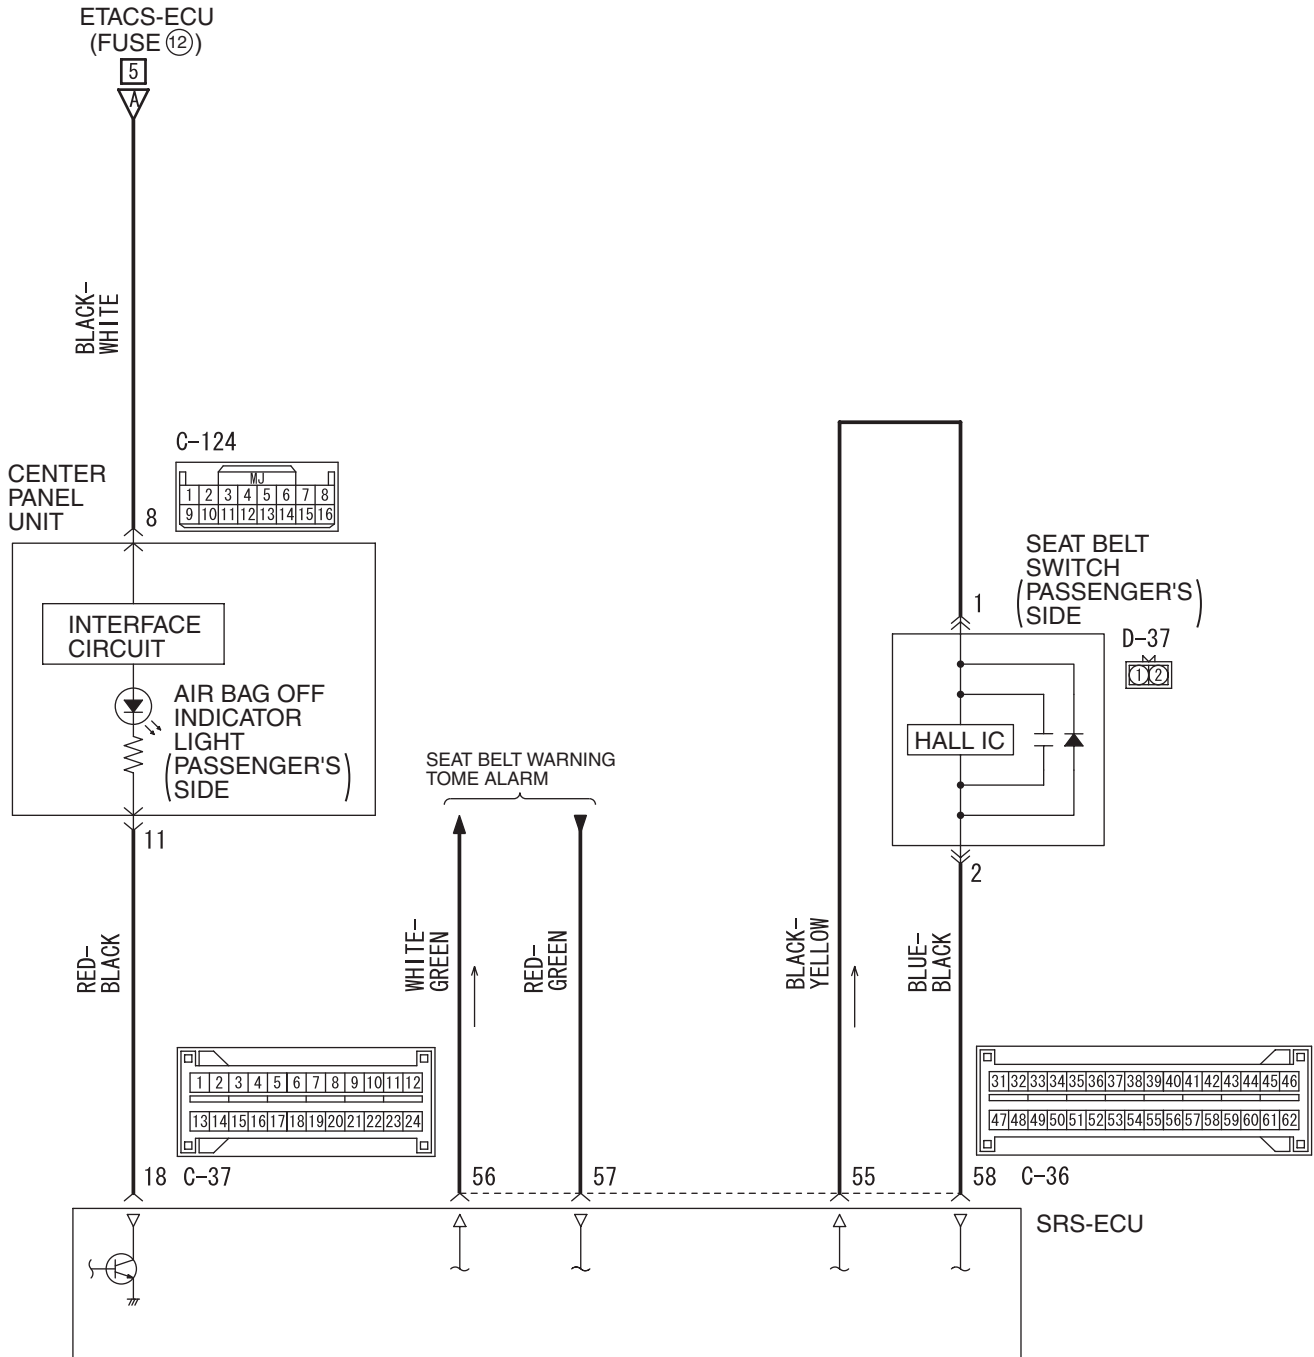 ETACS-ECU
(FUSE ⑫)
5
A
BLACK-
WHITE
C-124
MJ
1 2 3 4 5 6 7 8
9 10 11 12 13 14 15 16
CENTER
PANEL
UNIT
8
INTERFACE
CIRCUIT
AIR BAG OFF
INDICATOR
LIGHT
(PASSENGER'S
SIDE)
11
RED-
BLACK
SEAT BELT WARNING
TOME ALARM
WHITE-
GREEN
RED-
GREEN
SEAT BELT
SWITCH
(PASSENGER'S
SIDE)
1
D-37
1 2
HALL IC
2
BLACK-
YELLOW
BLUE-
BLACK
1 2 3 4 5 6 7 8 9 10 11 12
13 14 15 16 17 18 19 20 21 22 23 24
31 32 33 34 35 36 37 38 39 40 41 42 43 44 45 46
47 48 49 50 51 52 53 54 55 56 57 58 59 60 61 62
18 C-37
56
57
55
58
C-36
SRS-ECU